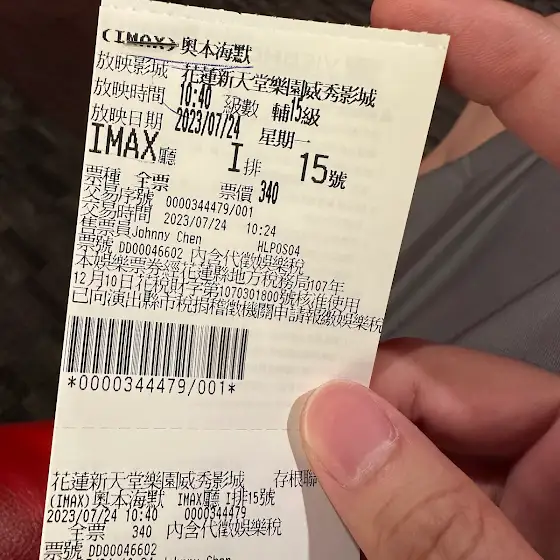 (IMAX)奧本海默
放映影城 花蓮新天堂樂園威秀影城
放映時間 10:40 級數 輔15級
放映日期 2023/07/24 星期一
IMAX廳 I排 15號
票種 全票 票價 340
交易序號 0000344479/001
交易時間 2023/07/24 10:24
售票員Johnny Chen HLPOS04
票號 DD00046602 內含代徵娛樂稅
本娛樂票券經花蓮縣地方稅務局107年
12月10日花稅財字第1070301800號核准使用
已向演出縣市稅捐稽徵機關申請報繳娛樂稅
*0000344479/001*
花蓮新天堂樂園威秀影城 存根聯
(IMAX)奧本海默 IMAX廳 I排15號
2023/07/24 10:40 0000344479
全票 340 內含代徵娛樂稅
票號 DD00046602
Johnny Chen